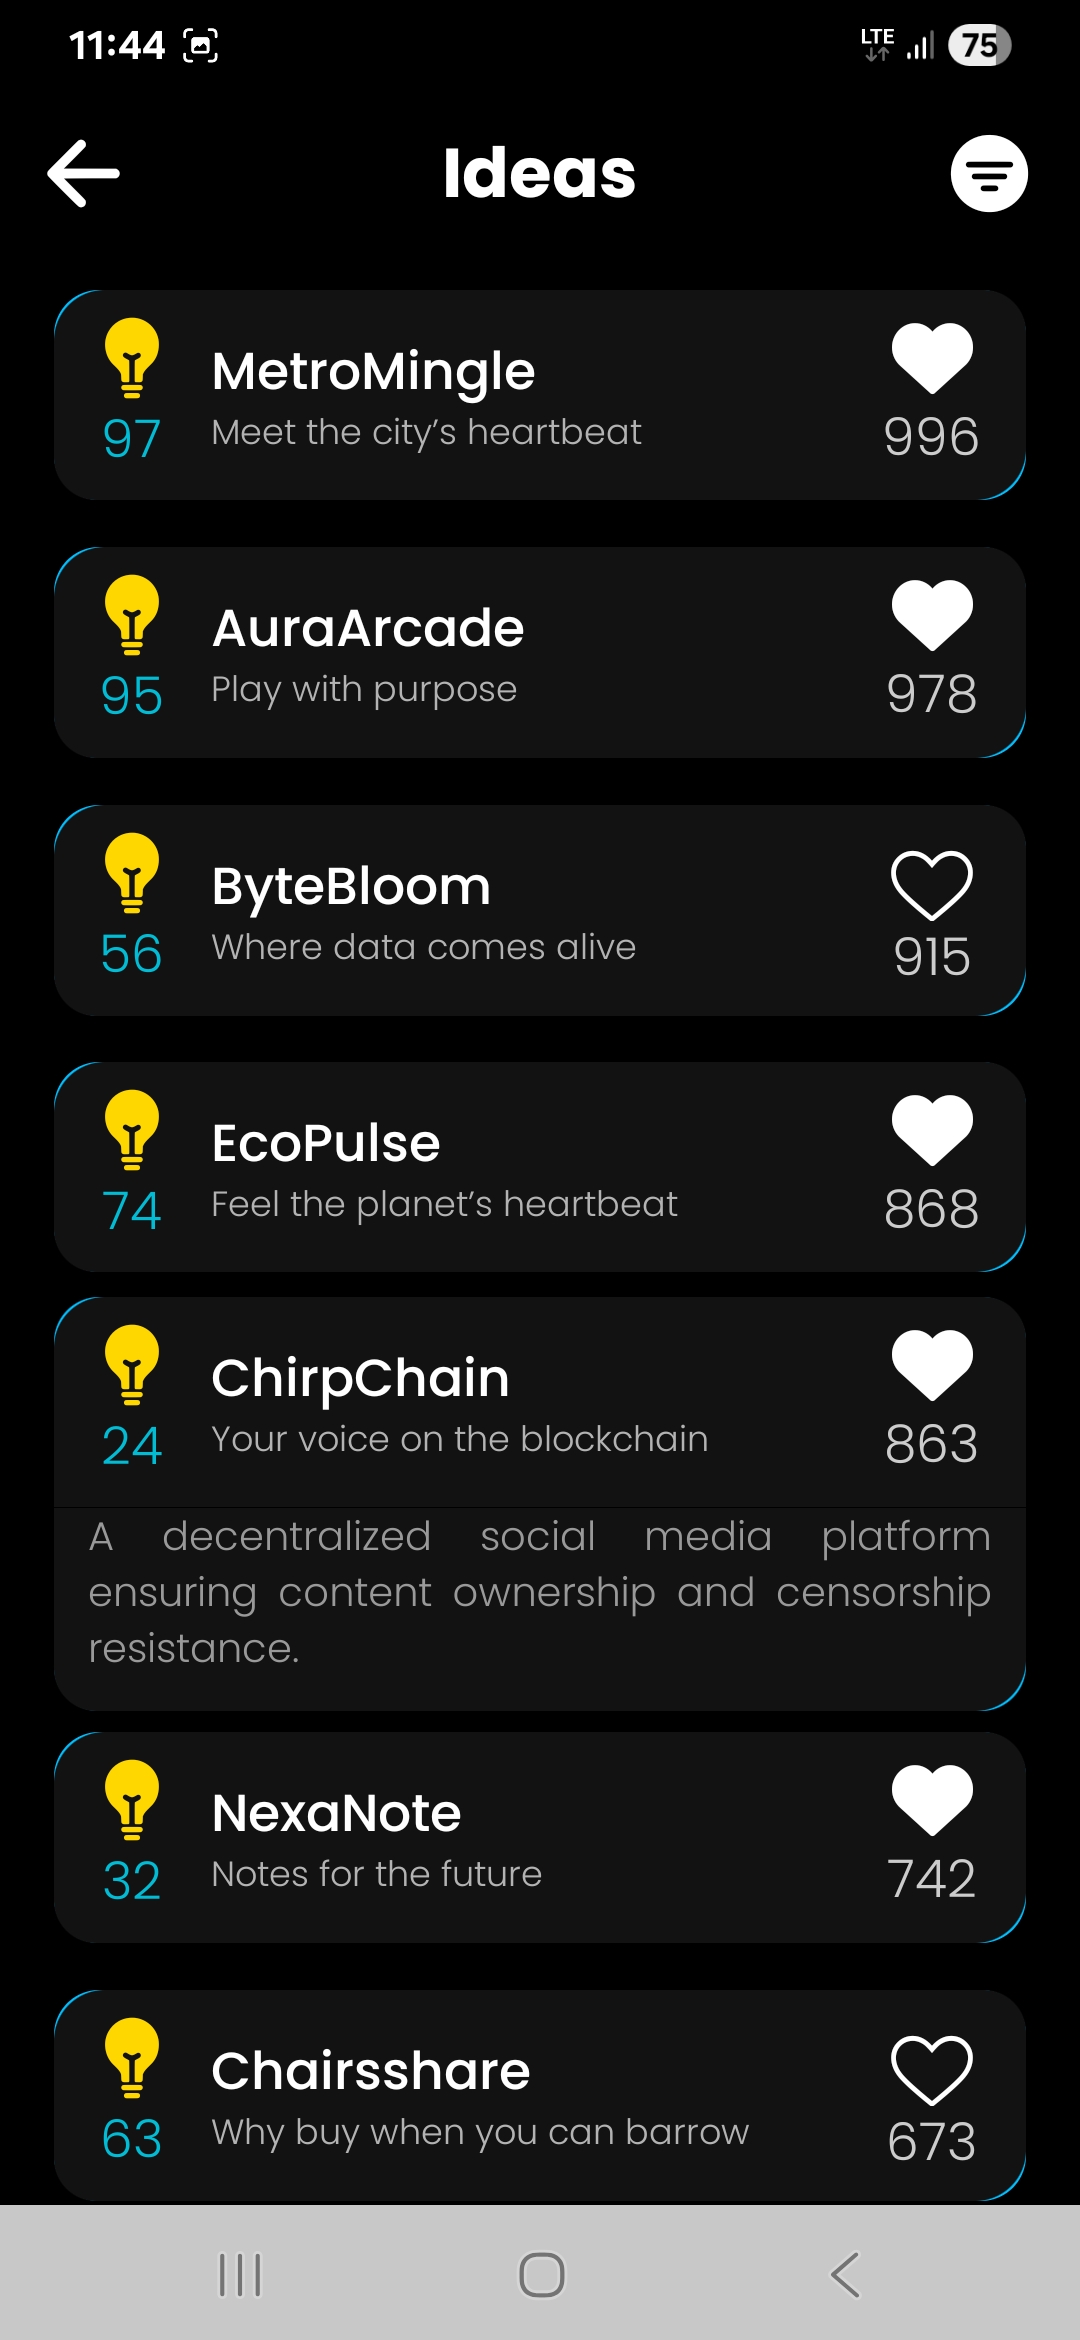 11:44 LTE 75
Ideas
MetroMingle
97 Meet the city's heartbeat 996
AuraArcade
95 Play with purpose 978
ByteBloom
56 Where data comes alive 915
EcoPulse
74 Feel the planet's heartbeat 868
ChirpChain
24 Your voice on the blockchain 863
A decentralized social media platform
ensuring content ownership and censorship
resistance.
NexaNote
32 Notes for the future 742
Chairsshare
63 Why buy when you can barrow 673